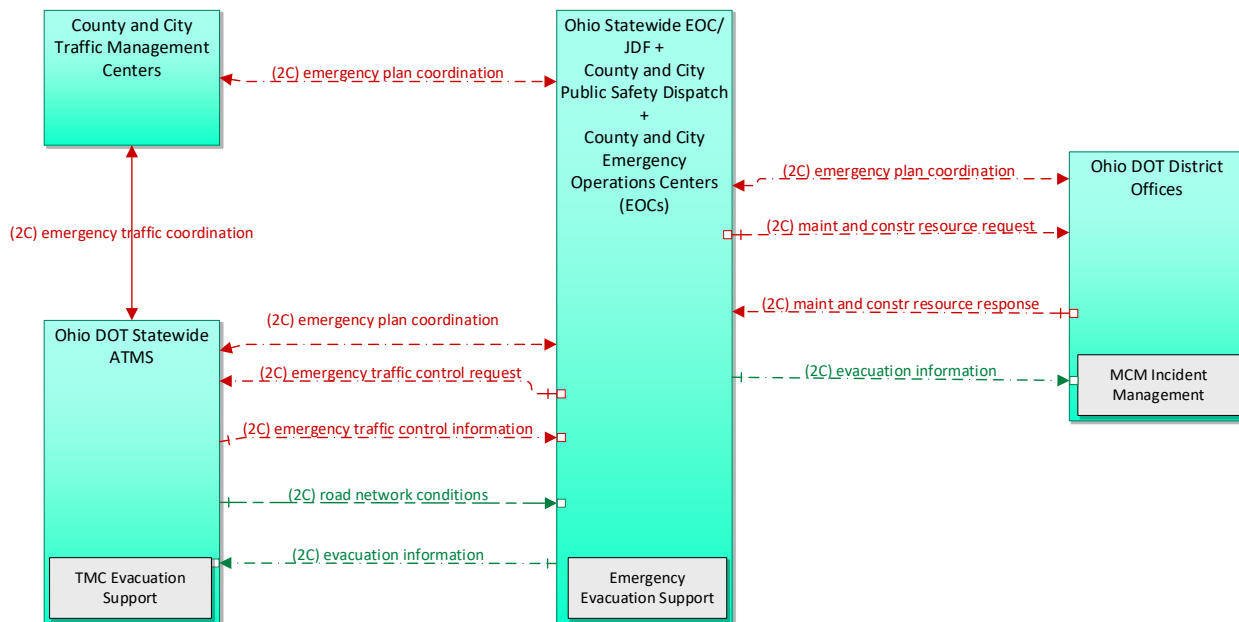 County and City
Traffic Management
Centers
(2C) emergency plan coordination
Ohio Statewide EOC/
JDF +
County and City
Public Safety Dispatch
+
County and City
Emergency
Operations Centers
(EOCs)
(2C) emergency plan coordination
Ohio DOT District
Offices
(2C) maint and constr resource request
(2C) emergency traffic coordination
(2C) maint and constr resource response
Ohio DOT Statewide
ATMS
(2C) emergency plan coordination
(2C) emergency traffic control request
(2C) evacuation information
MCM Incident
Management
(2C) emergency traffic control information
(2C) road network conditions
(2C) evacuation information
TMC Evacuation
Support
Emergency
Evacuation Support